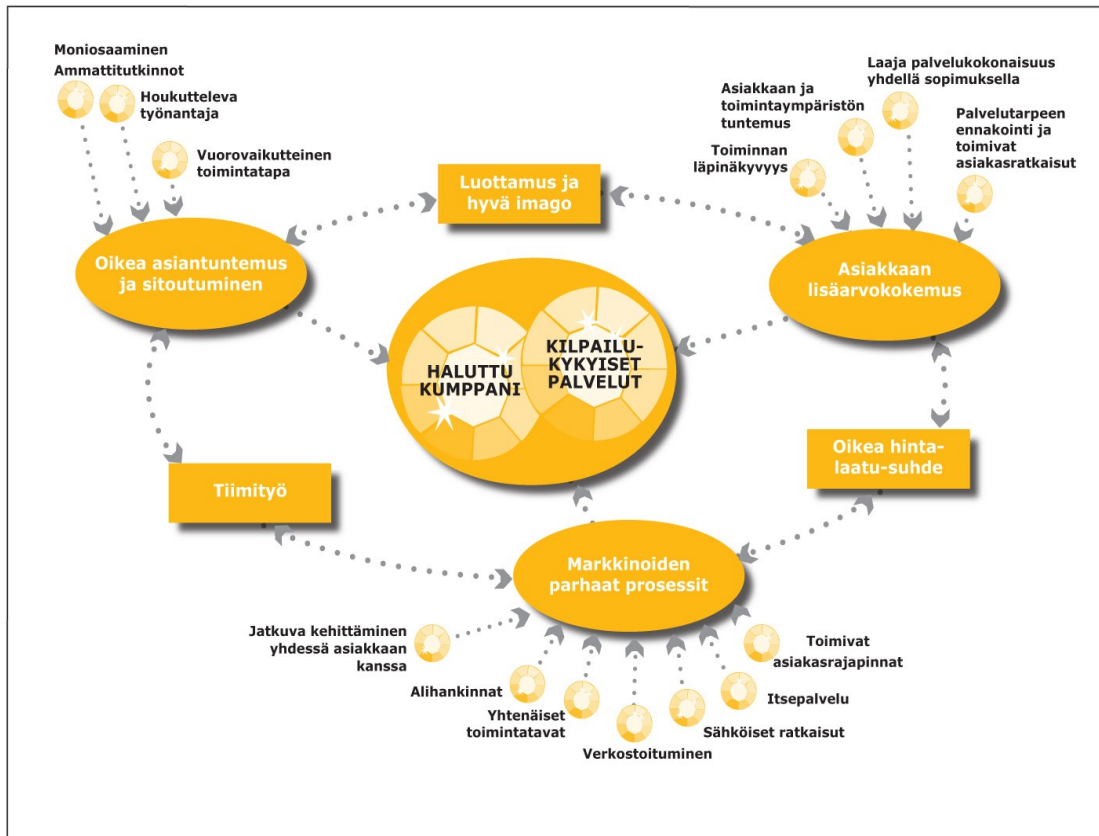 Moniosaaminen
Ammattitutkinnot
Houkutteleva
työnantaja
Vuorovaikutteinen
toimintatapa
Oikea asiantuntemus
ja sitoutuminen
Luottamus ja
hyvä imago
Laaja palvelukokonaisuus
yhdellä sopimuksella
Asiakkaan ja
toimintaympäristön
tuntemus
Palvelutarpeen
ennakointi ja
toimivat
asiakasratkaisut
Toiminnan
läpinäkyvyys
Asiakkaan
lisäarvokokemus
HALUTTU
KUMPPANI
KILPAILU-
KYKYISET
PALVELUT
Tiimityö
Oikea hinta-
laatu-suhde
Markkinoiden
parhaat prosessit
Jatkuva kehittäminen
yhdessä asiakkaan
kanssa
Alihankinnat
Yhtenäiset
toimintatavat
Verkostoituminen
Sähköiset ratkaisut
Itsepalvelu
Toimivat
asiakasrajapinnat